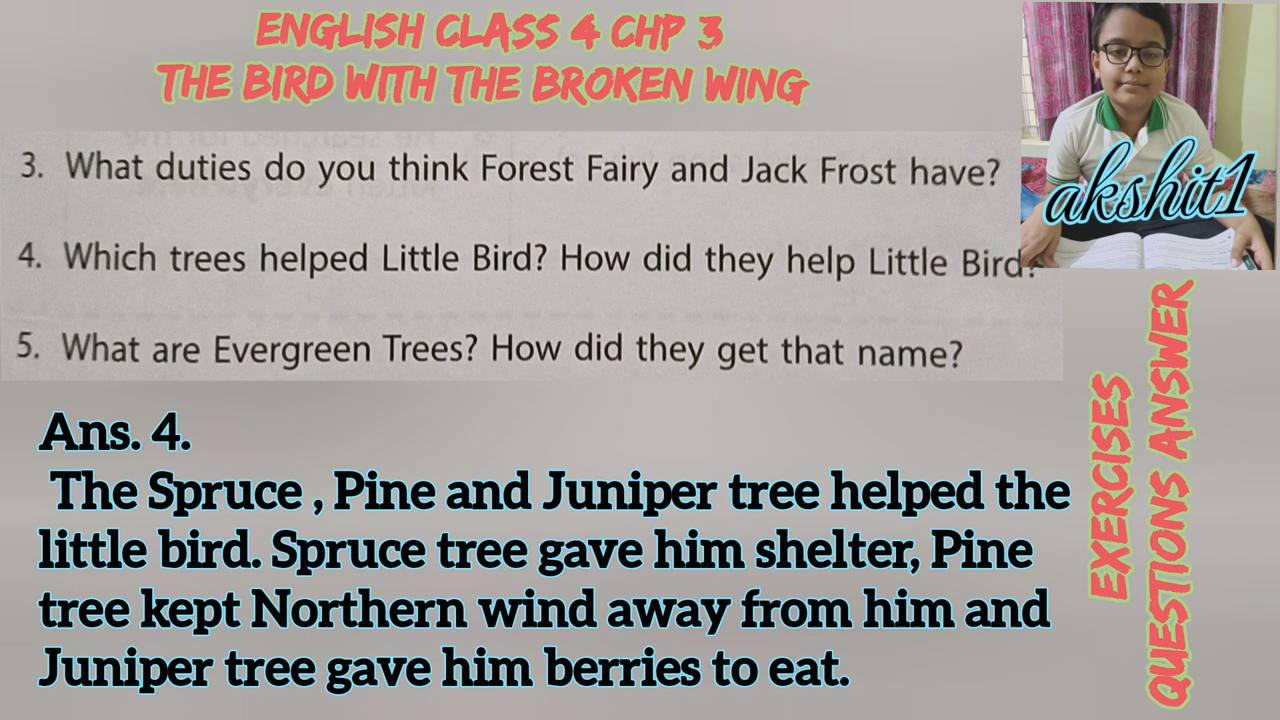 ENGLISH CLASS 4 CHP 3
THE BIRD WITH THE BROKEN WING
akshit1
3. What duties do you think Forest Fairy and Jack Frost have?
4. Which trees helped Little Bird? How did they help Little Bird?
5. What are Evergreen Trees? How did they get that name?
Ans. 4.
The Spruce , Pine and Juniper tree helped the
little bird. Spruce tree gave him shelter, Pine
tree kept Northern wind away from him and
Juniper tree gave him berries to eat.
EXERCISES
QUESTIONS ANSWER